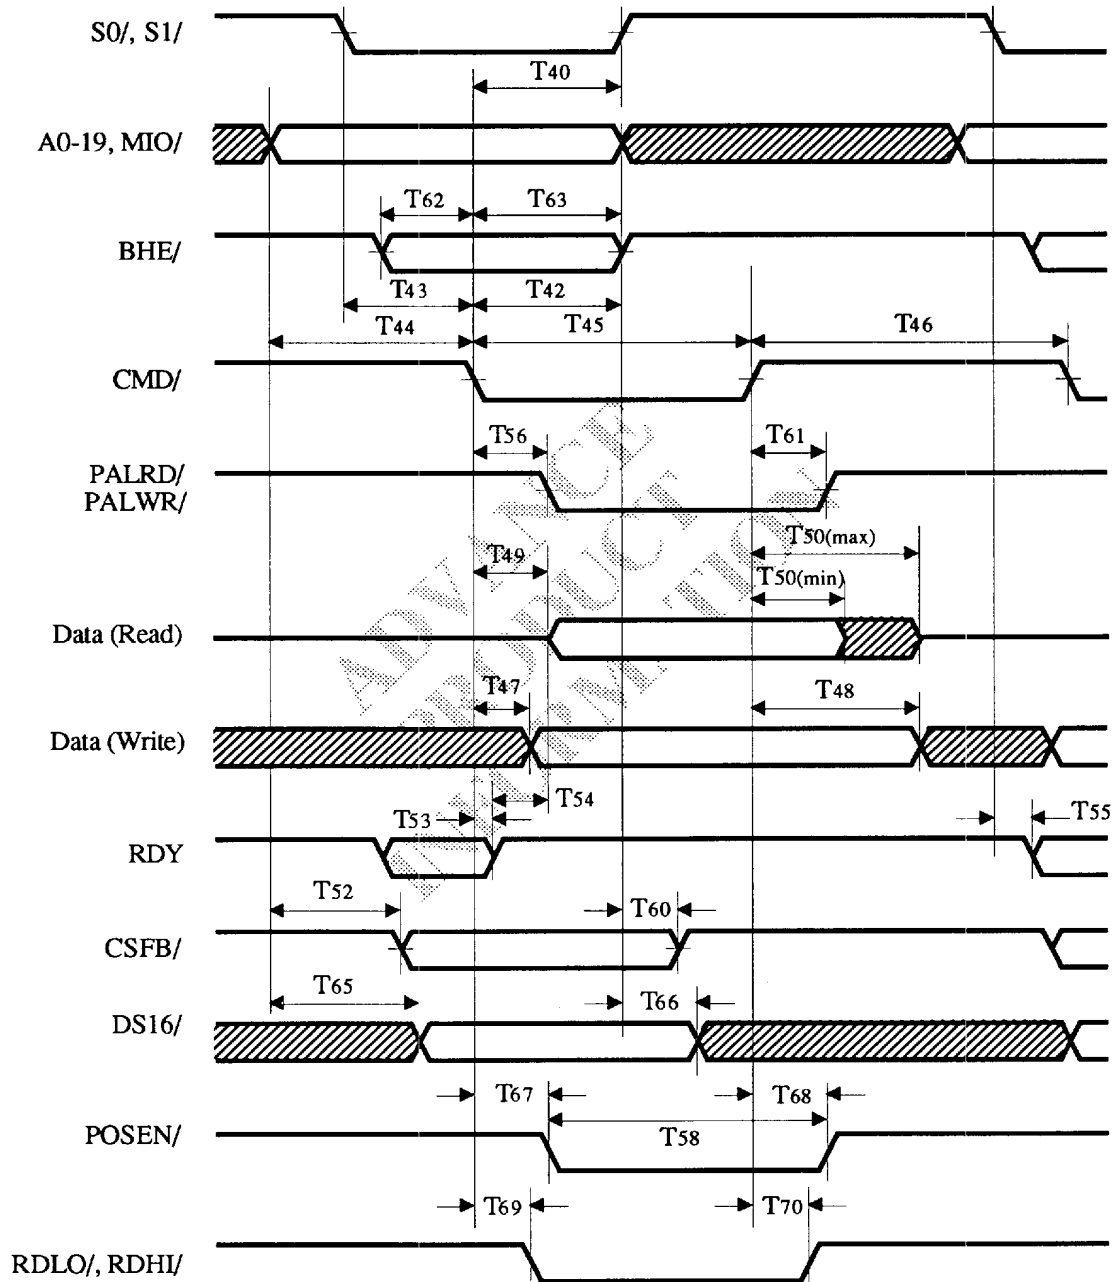 S0/, S1/
T40
A0-19, MIO/
T62 T63
BHE/
T43 T42
T44 T45 T46
CMD/
T56 T61
PALRD/
PALWR/
T50(max)
T49
T50(min)
Data (Read)
T47 T48
Data (Write)
T54
T53 T55
RDY
T52 T60
CSFB/
T65 T66
DS16/
T67 T68
T58
POSEN/
T69 T70
RDLO/, RDHI/
ADVANCE
PRODUCT
INFORMATION